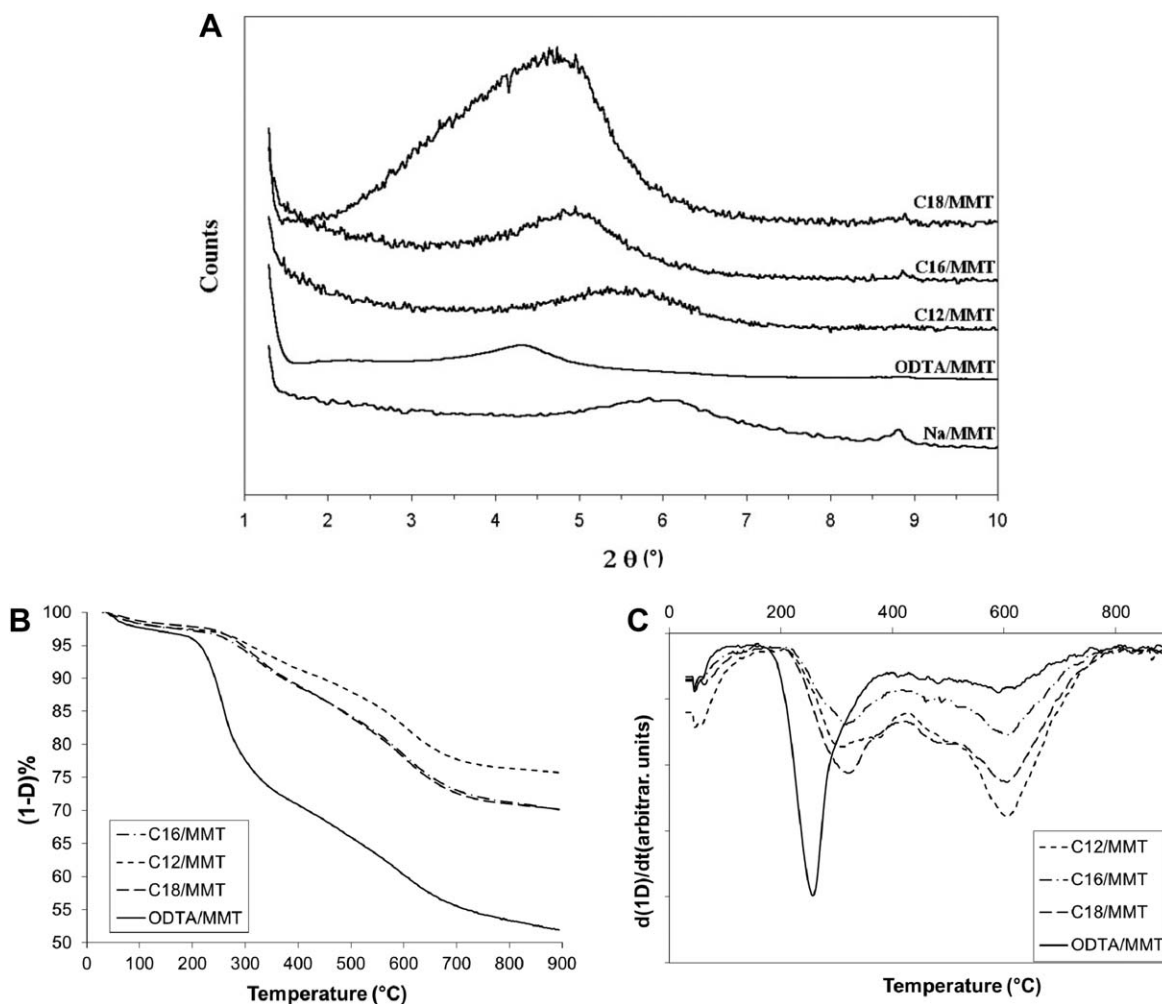 A
Counts
C18/MMT
C16/MMT
C12/MMT
ODTA/MMT
Na/MMT
1 2 3 4 5 6 7 8 9 10
2 θ (°)
B
100
95
90
85
80
75
70
65
60
55
50
(1-D)%
C16/MMT
C12/MMT
C18/MMT
ODTA/MMT
0 100 200 300 400 500 600 700 800 900
Temperature (°C)
C
0 200 400 600 800
d(1D)/dt(arbitrar. units)
C12/MMT
C16/MMT
C18/MMT
ODTA/MMT
Temperature (°C)